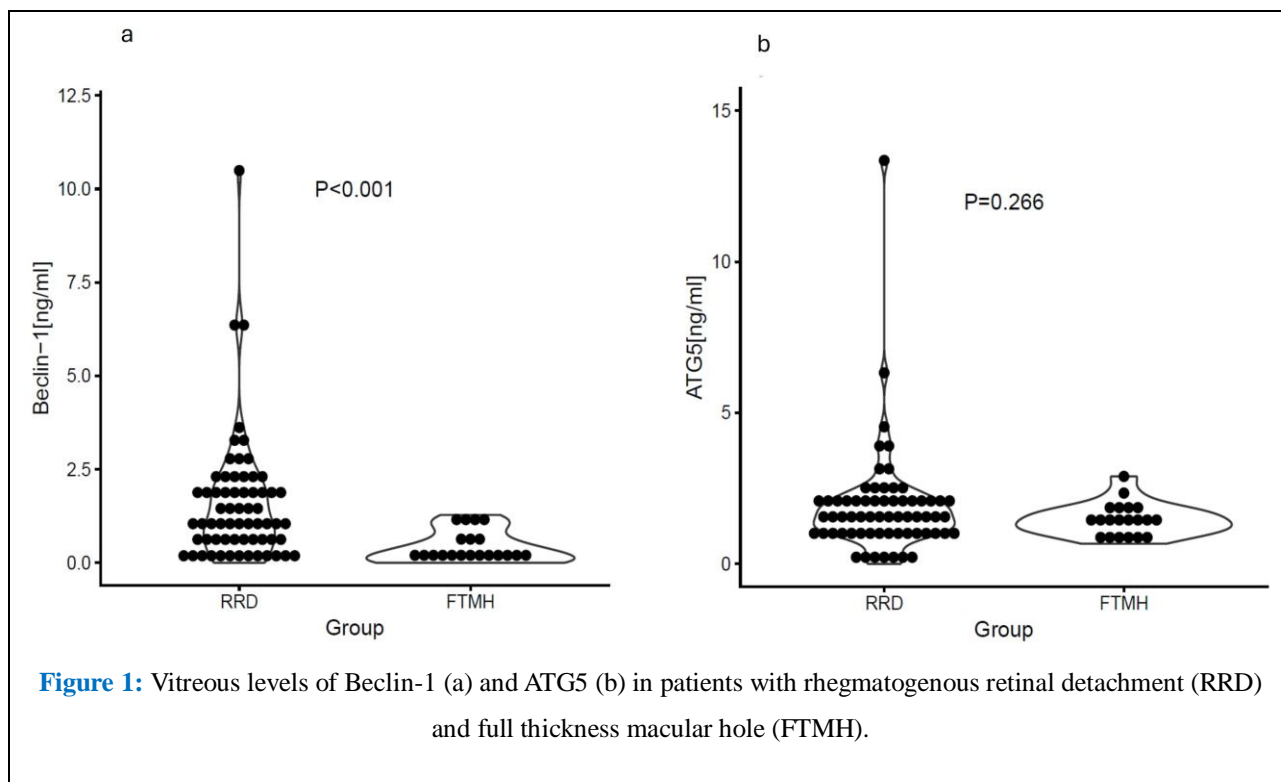 a
12.5
10.0
7.5
5.0
2.5
0.0
Beclin−1[ng/ml]
P<0.001
RRD
FTMH
Group
b
15
10
5
0
ATG5[ng/ml]
P=0.266
RRD
FTMH
Group
Figure 1: Vitreous levels of Beclin-1 (a) and ATG5 (b) in patients with rhegmatogenous retinal detachment (RRD)
and full thickness macular hole (FTMH).